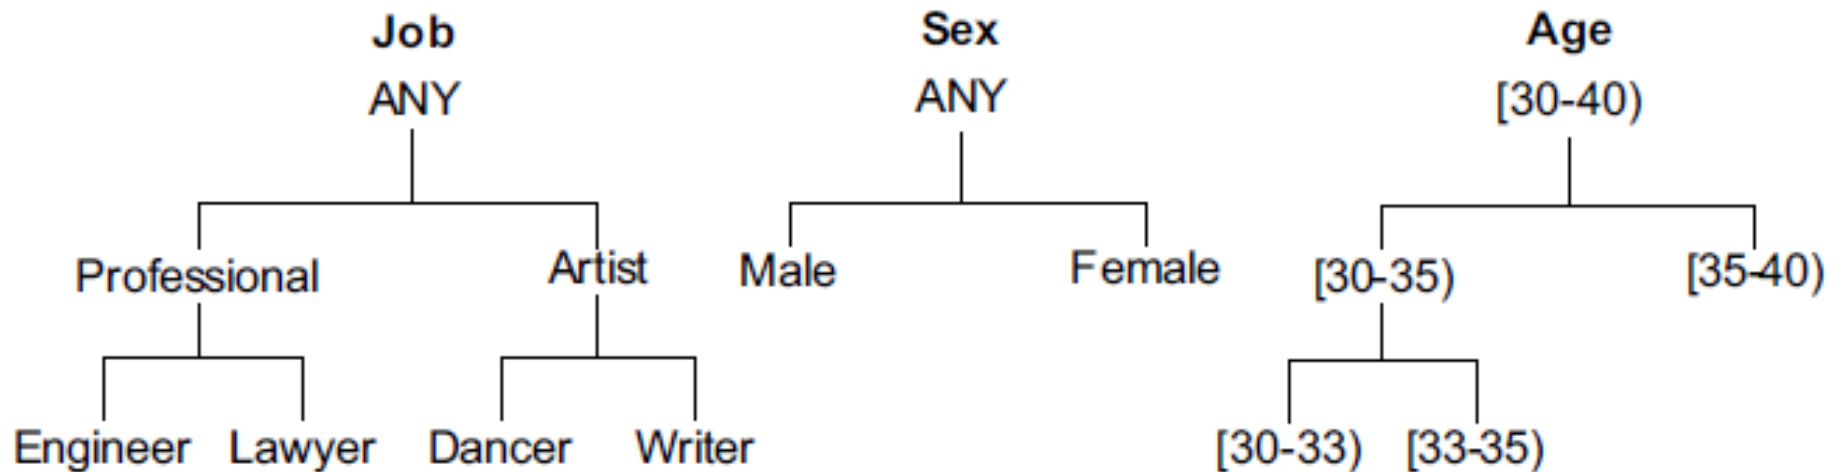 Job Sex Age
ANY ANY [30-40)
Professional Artist Male Female [30-35) [35-40)
Engineer Lawyer Dancer Writer [30-33) [33-35)